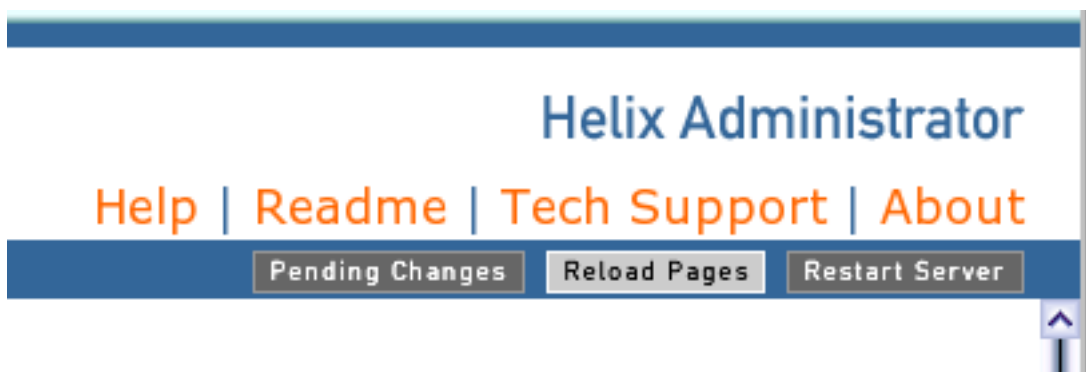 Helix Administrator
Help | Readme | Tech Support | About
Pending Changes Reload Pages Restart Server